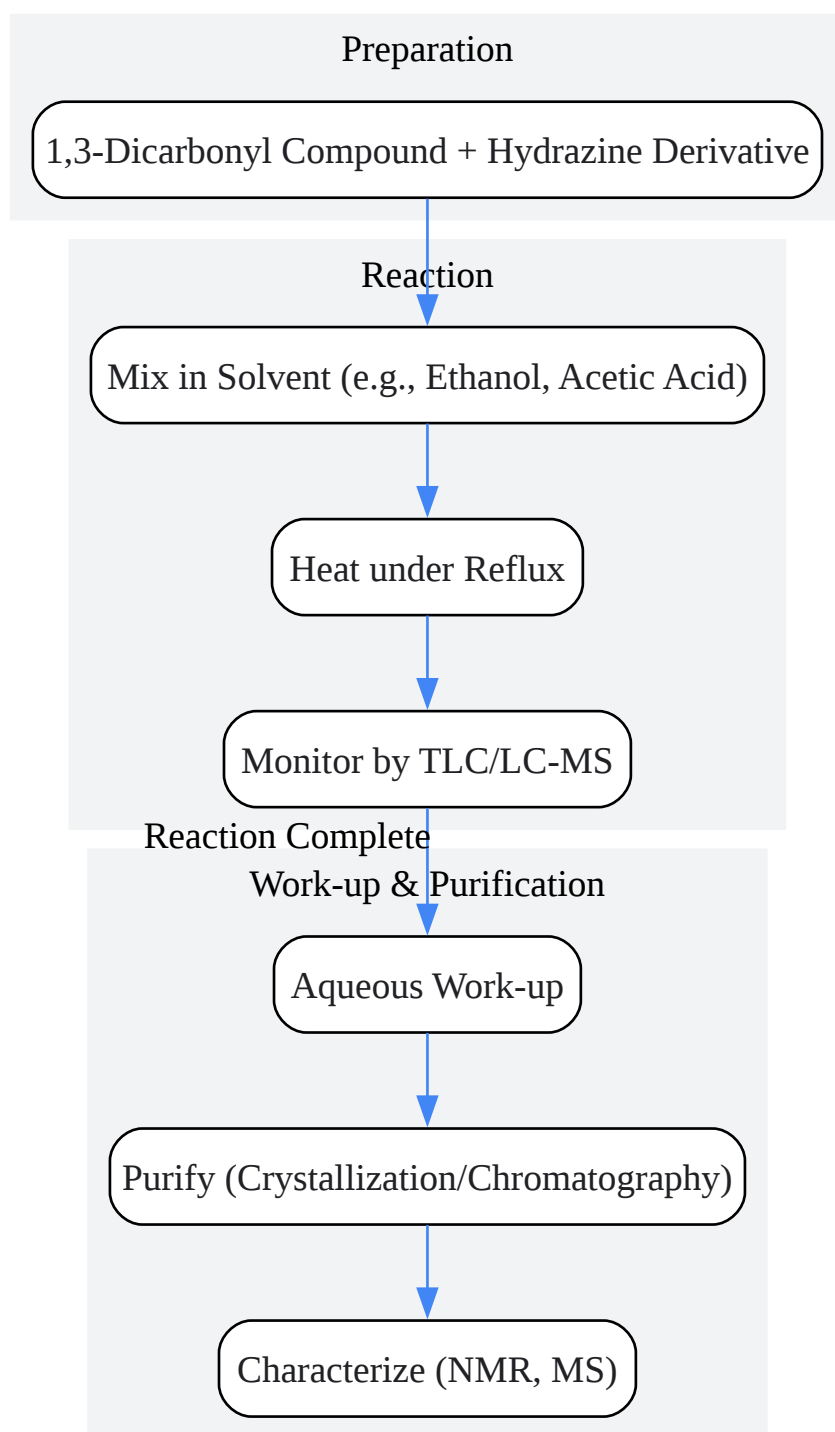 Preparation
1,3-Dicarbonyl Compound + Hydrazine Derivative
Reaction
Mix in Solvent (e.g., Ethanol, Acetic Acid)
Heat under Reflux
Monitor by TLC/LC-MS
Reaction Complete
Work-up & Purification
Aqueous Work-up
Purify (Crystallization/Chromatography)
Characterize (NMR, MS)